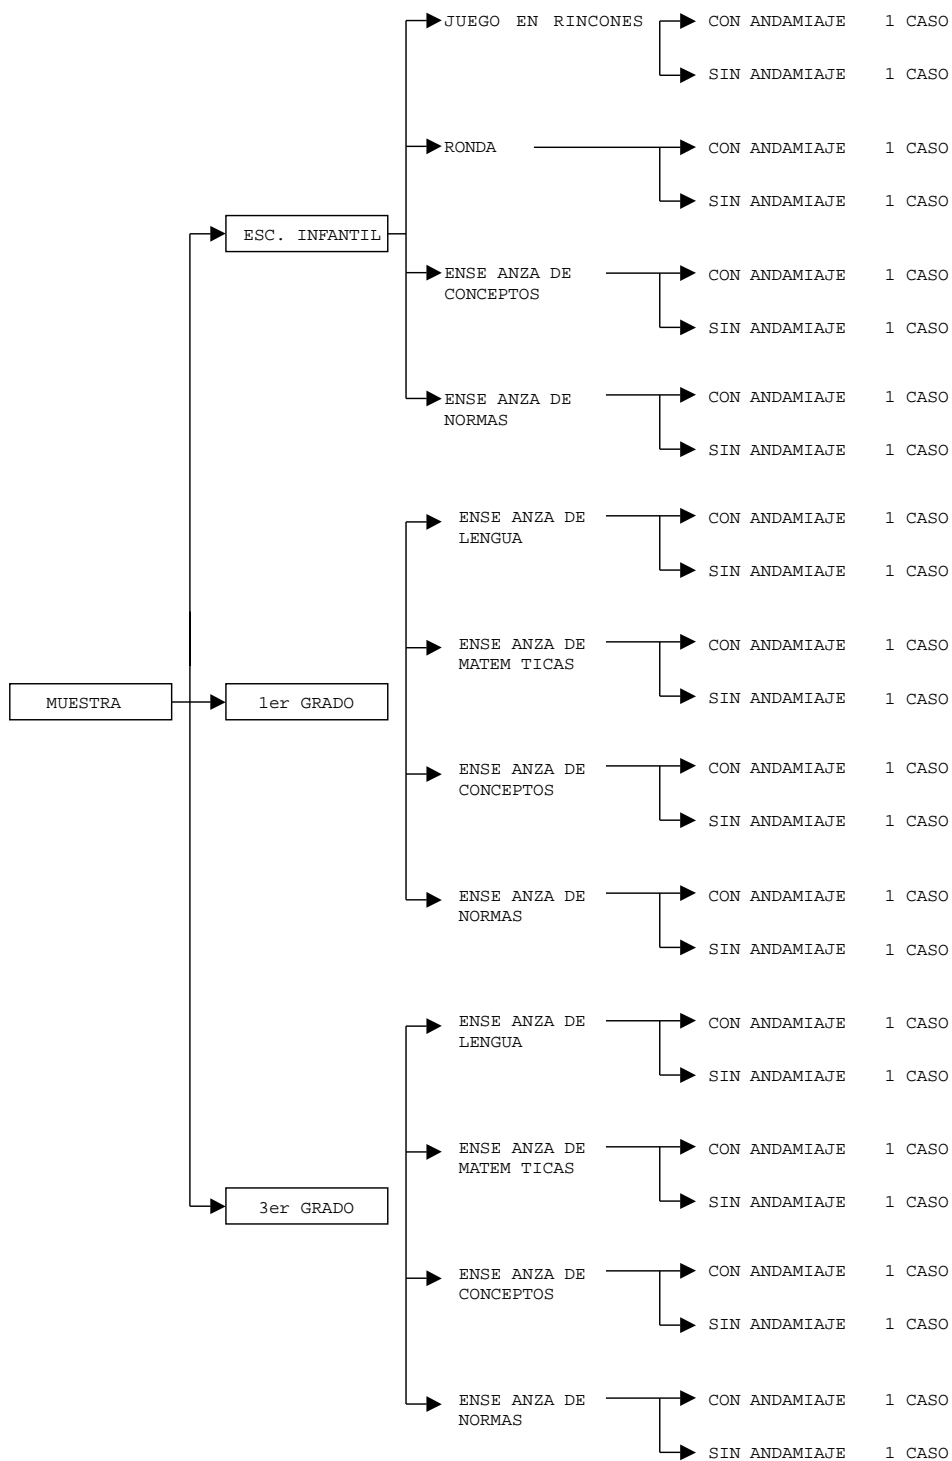 JUEGO EN RINCONES
CON ANDAMIAJE 1 CASO
SIN ANDAMIAJE 1 CASO
RONDA
CON ANDAMIAJE 1 CASO
SIN ANDAMIAJE 1 CASO
ESC. INFANTIL
ENSE ANZA DE
CONCEPTOS
CON ANDAMIAJE 1 CASO
SIN ANDAMIAJE 1 CASO
ENSE ANZA DE
NORMAS
CON ANDAMIAJE 1 CASO
SIN ANDAMIAJE 1 CASO
MUESTRA
1er GRADO
ENSE ANZA DE
LENGUA
CON ANDAMIAJE 1 CASO
SIN ANDAMIAJE 1 CASO
ENSE ANZA DE
MATEM TICAS
CON ANDAMIAJE 1 CASO
SIN ANDAMIAJE 1 CASO
ENSE ANZA DE
CONCEPTOS
CON ANDAMIAJE 1 CASO
SIN ANDAMIAJE 1 CASO
ENSE ANZA DE
NORMAS
CON ANDAMIAJE 1 CASO
SIN ANDAMIAJE 1 CASO
3er GRADO
ENSE ANZA DE
LENGUA
CON ANDAMIAJE 1 CASO
SIN ANDAMIAJE 1 CASO
ENSE ANZA DE
MATEM TICAS
CON ANDAMIAJE 1 CASO
SIN ANDAMIAJE 1 CASO
ENSE ANZA DE
CONCEPTOS
CON ANDAMIAJE 1 CASO
SIN ANDAMIAJE 1 CASO
ENSE ANZA DE
NORMAS
CON ANDAMIAJE 1 CASO
SIN ANDAMIAJE 1 CASO